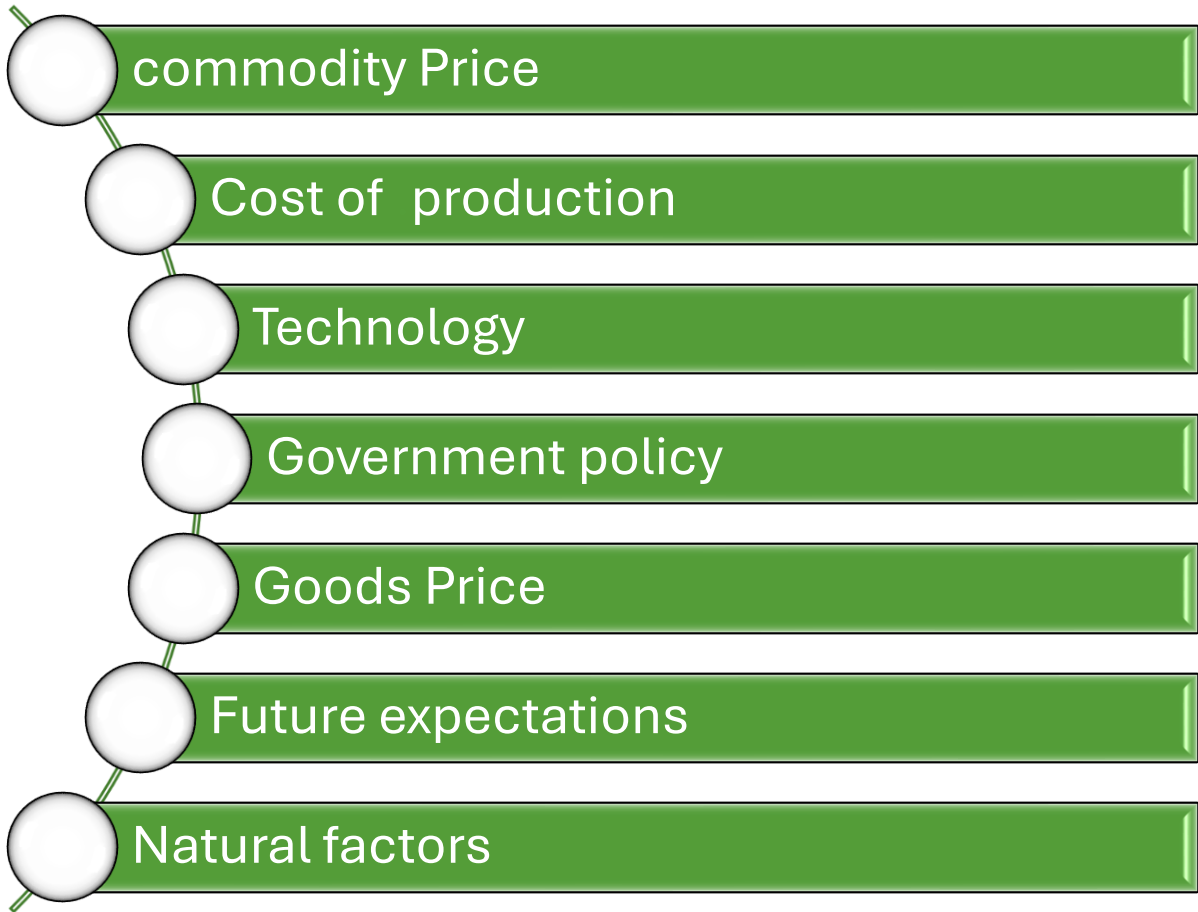 commodity Price
Cost of  production
Technology
Government policy
Goods Price
Future expectations
Natural factors